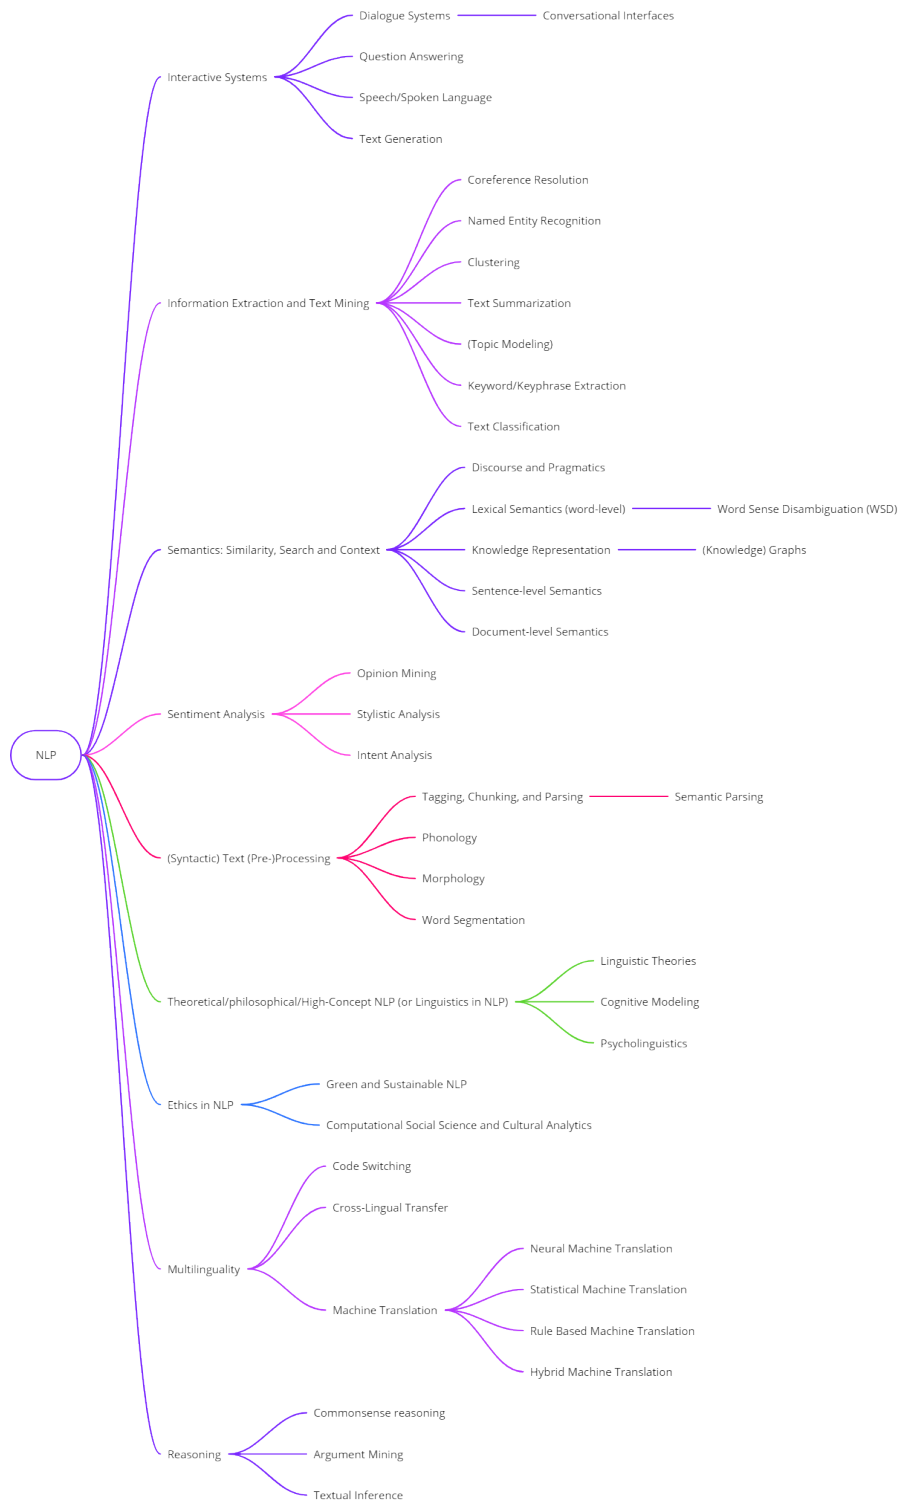 Dialogue Systems
Conversational Interfaces
Question Answering
Interactive Systems
Speech/Spoken Language
Text Generation
Coreference Resolution
Named Entity Recognition
Clustering
Information Extraction and Text Mining
Text Summarization
(Topic Modeling)
Keyword/Keyphrase Extraction
Text Classification
Discourse and Pragmatics
Lexical Semantics (word-level)
Word Sense Disambiguation (WSD)
Semantics: Similarity, Search and Context
Knowledge Representation
(Knowledge) Graphs
Sentence-level Semantics
Document-level Semantics
Opinion Mining
Sentiment Analysis
Stylistic Analysis
NLP
Intent Analysis
Tagging, Chunking, and Parsing
Semantic Parsing
Phonology
(Syntactic) Text (Pre-)Processing
Morphology
Word Segmentation
Linguistic Theories
Theoretical/philosophical/High-Concept NLP (or Linguistics in NLP)
Cognitive Modeling
Psycholinguistics
Green and Sustainable NLP
Ethics in NLP
Computational Social Science and Cultural Analytics
Code Switching
Cross-Lingual Transfer
Neural Machine Translation
Multilinguality
Statistical Machine Translation
Machine Translation
Rule Based Machine Translation
Hybrid Machine Translation
Commonsense reasoning
Reasoning
Argument Mining
Textual Inference